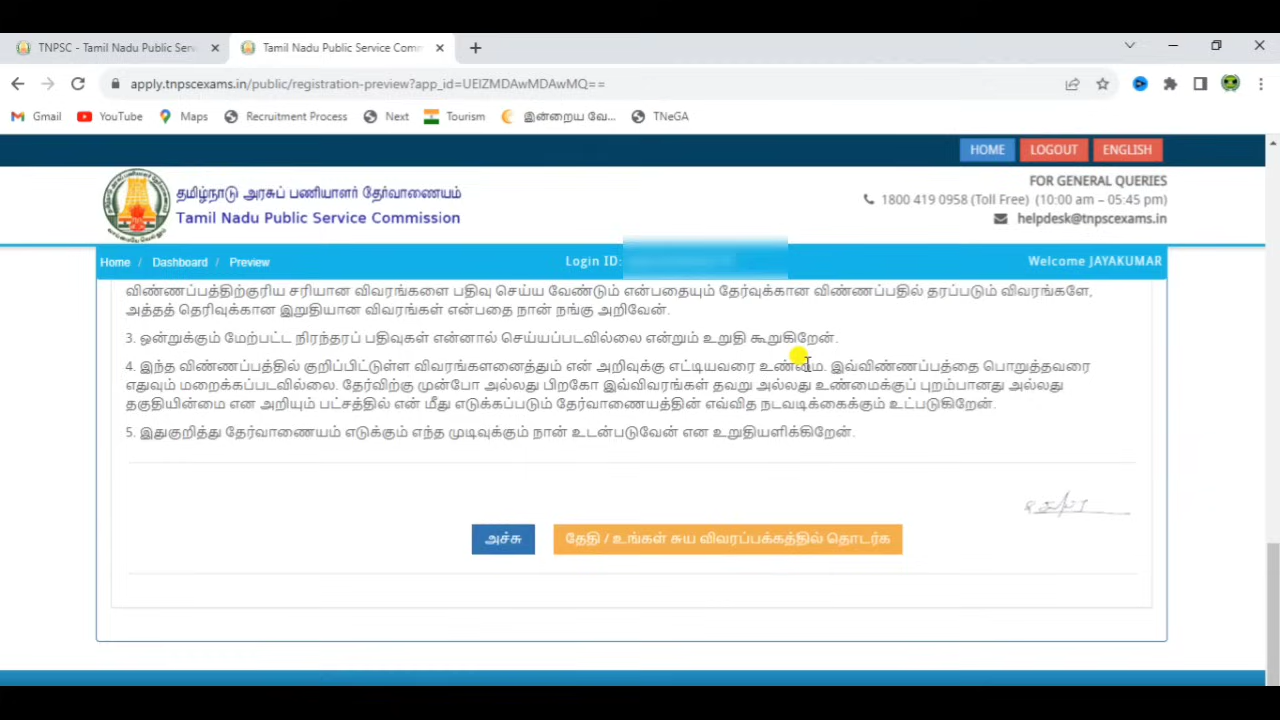 TNPSC - Tamil Nadu Public Serv
Tamil Nadu Public Service Comm
apply.tnpscexams.in/public/registration-preview?app_id=UElZMDAwMDAwMQ==
Gmail YouTube Maps Recruitment Process Next Tourism இன்றைய வே... TNeGA
HOME LOGOUT ENGLISH
தமிழ்நாடு அரசுப் பணியாளர் தேர்வாணையம்
Tamil Nadu Public Service Commission
FOR GENERAL QUERIES
1800 419 0958 (Toll Free) (10:00 am – 05:45 pm)
helpdesk@tnpscexams.in
Home / Dashboard / Preview Login ID: Welcome JAYAKUMAR
விண்ணப்பத்திற்குரிய சரியான விவரங்களை பதிவு செய்ய வேண்டும் என்பதையும் தேர்வுக்கான விண்ணப்பதில் தரப்படும் விவரங்களே,
அத்தத் தெரிவுக்கான இறுதியான விவரங்கள் என்பதை நான் நங்கு அறிவேன்.
3. ஒன்றுக்கும் மேற்பட்ட நிரந்தரப் பதிவுகள் என்னால் செய்யப்படவில்லை என்றும் உறுதி கூறுகிறேன்.
4. இந்த விண்ணப்பத்தில் குறிப்பிட்டுள்ள விவரங்களனைத்தும் என் அறிவுக்கு எட்டியவரை உண்மை. இவ்விண்ணப்பத்தை பொறுத்தவரை
எதுவும் மறைக்கப்படவில்லை. தேர்விற்கு முன்போ அல்லது பிறகோ இவ்விவரங்கள் தவறு அல்லது உண்மைக்குப் புறம்பானது அல்லது
தகுதியின்மை என அறியும் பட்சத்தில் என் மீது எடுக்கப்படும் தேர்வாணையத்தின் எவ்வித நடவடிக்கைக்கும் உட்படுகிறேன்.
5. இதுகுறித்து தேர்வாணையம் எடுக்கும் எந்த முடிவுக்கும் நான் உடன்படுவேன் என உறுதியளிக்கிறேன்.
அச்சு தேதி / உங்கள் சுய விவரப்பக்கத்தில் தொடர்க